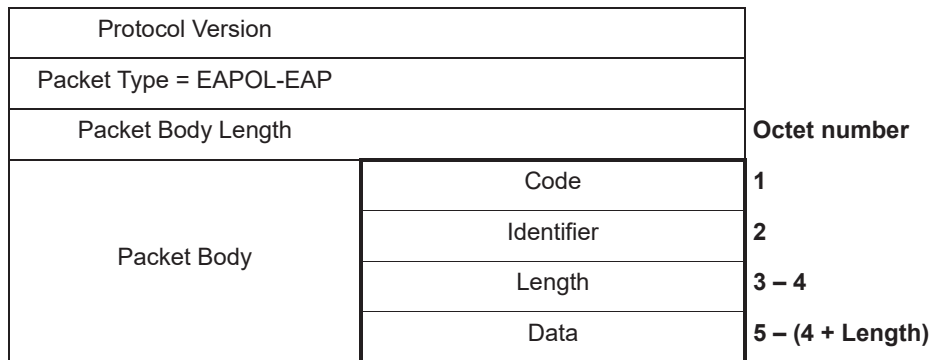 Protocol Version
Packet Type = EAPOL-EAP
Packet Body Length
Octet number
Packet Body
Code
1
Identifier
2
Length
3 – 4
Data
5 – (4 + Length)